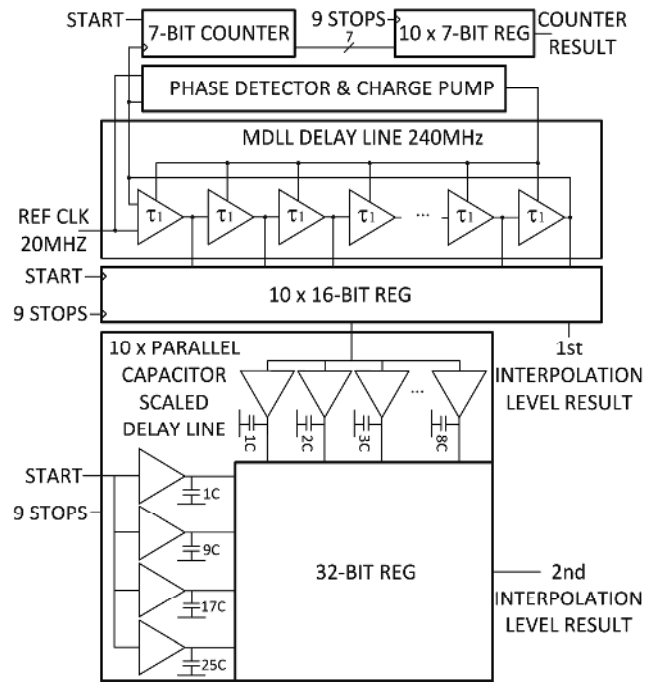 START
7-BIT COUNTER
7
9 STOPS
10 x 7-BIT REG
COUNTER
RESULT
PHASE DETECTOR & CHARGE PUMP
MDLL DELAY LINE 240MHz
REF CLK
20MHZ
τ1 τ1 τ1 τ1 ... τ1 τ1
START
9 STOPS
10 x 16-BIT REG
10 x PARALLEL
CAPACITOR
SCALED
DELAY LINE
...
1C 2C 3C 8C
1st
INTERPOLATION
LEVEL RESULT
START
9 STOPS
1C
9C
17C
25C
32-BIT REG
2nd
INTERPOLATION
LEVEL RESULT